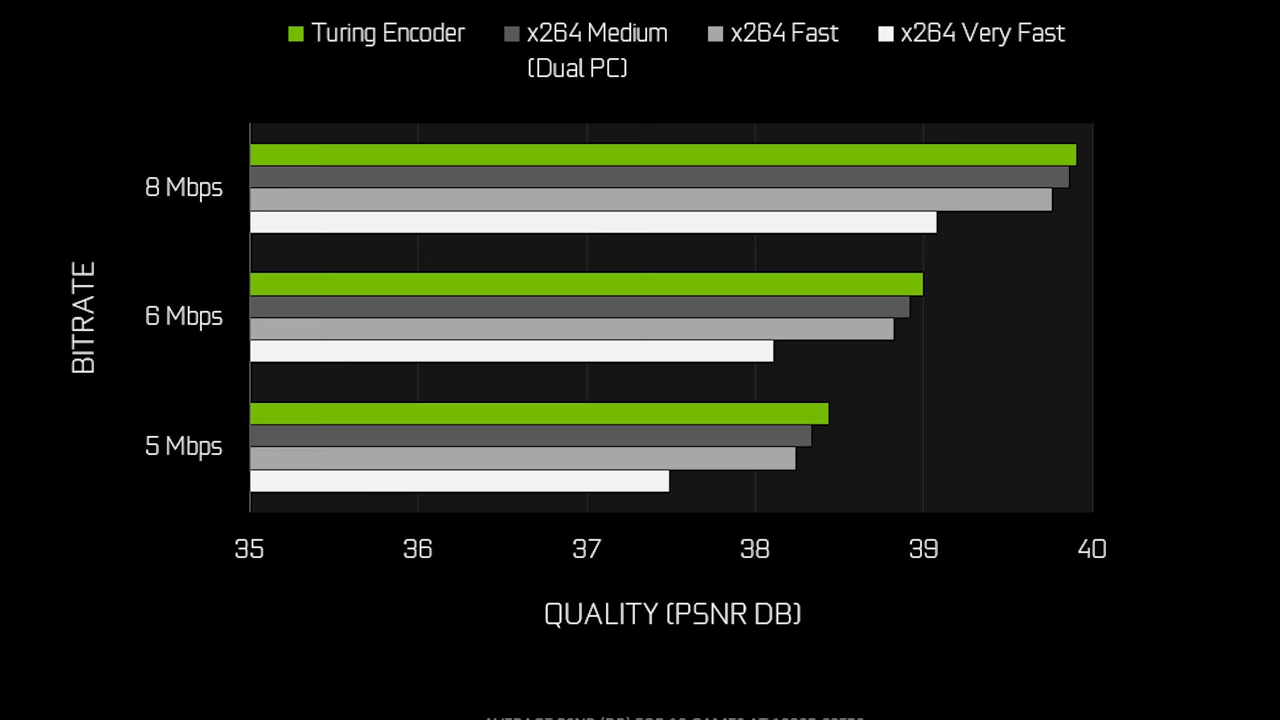 Turing Encoder x264 Medium x264 Fast x264 Very Fast
(Dual PC)
8 Mbps
6 Mbps
5 Mbps
BITRATE
35 36 37 38 39 40
QUALITY (PSNR DB)